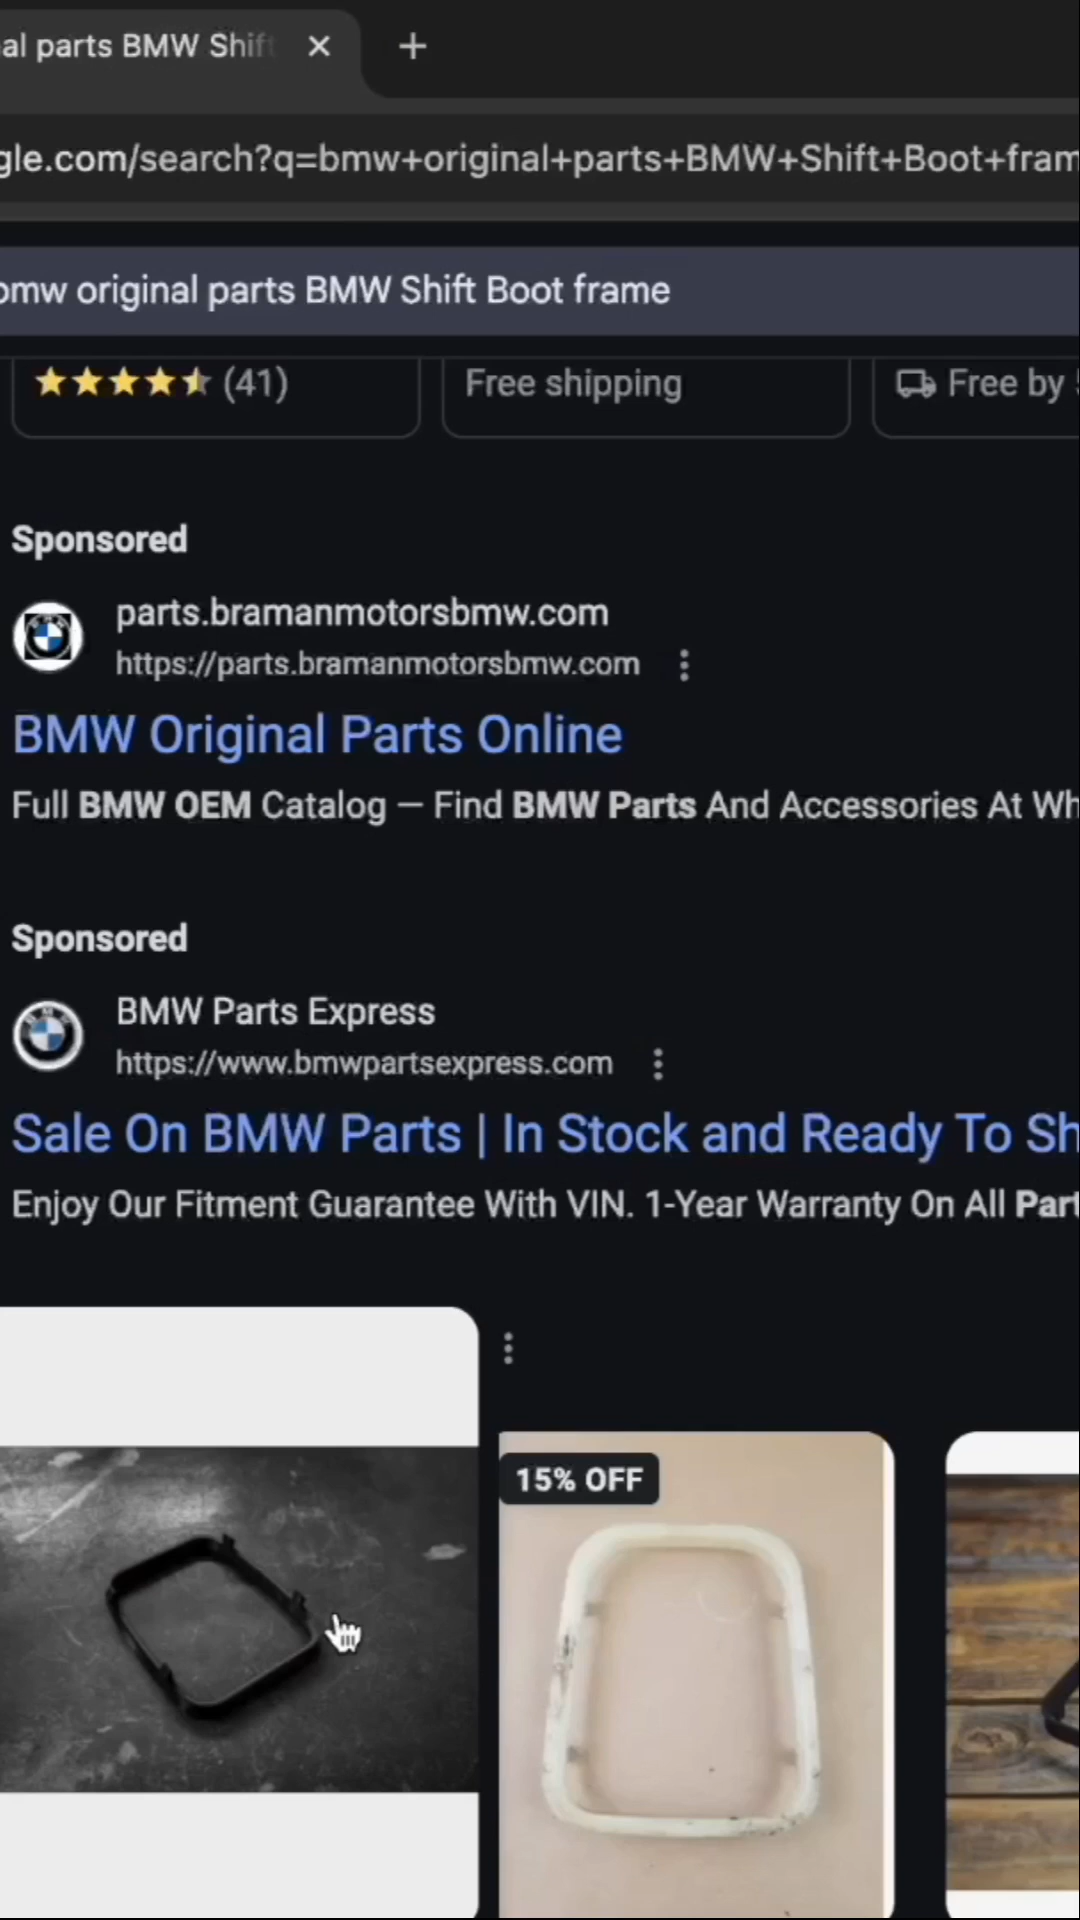 al parts BMW Shift
gle.com/search?q=bmw+original+parts+BMW+Shift+Boot+fram
bmw original parts BMW Shift Boot frame
(41)
Free shipping
Free by
Sponsored
parts.bramanmotorsbmw.com
https://parts.bramanmotorsbmw.com
BMW Original Parts Online
Full BMW OEM Catalog — Find BMW Parts And Accessories At Wh
Sponsored
BMW Parts Express
https://www.bmwpartsexpress.com
Sale On BMW Parts | In Stock and Ready To Sh
Enjoy Our Fitment Guarantee With VIN. 1-Year Warranty On All Part
15% OFF